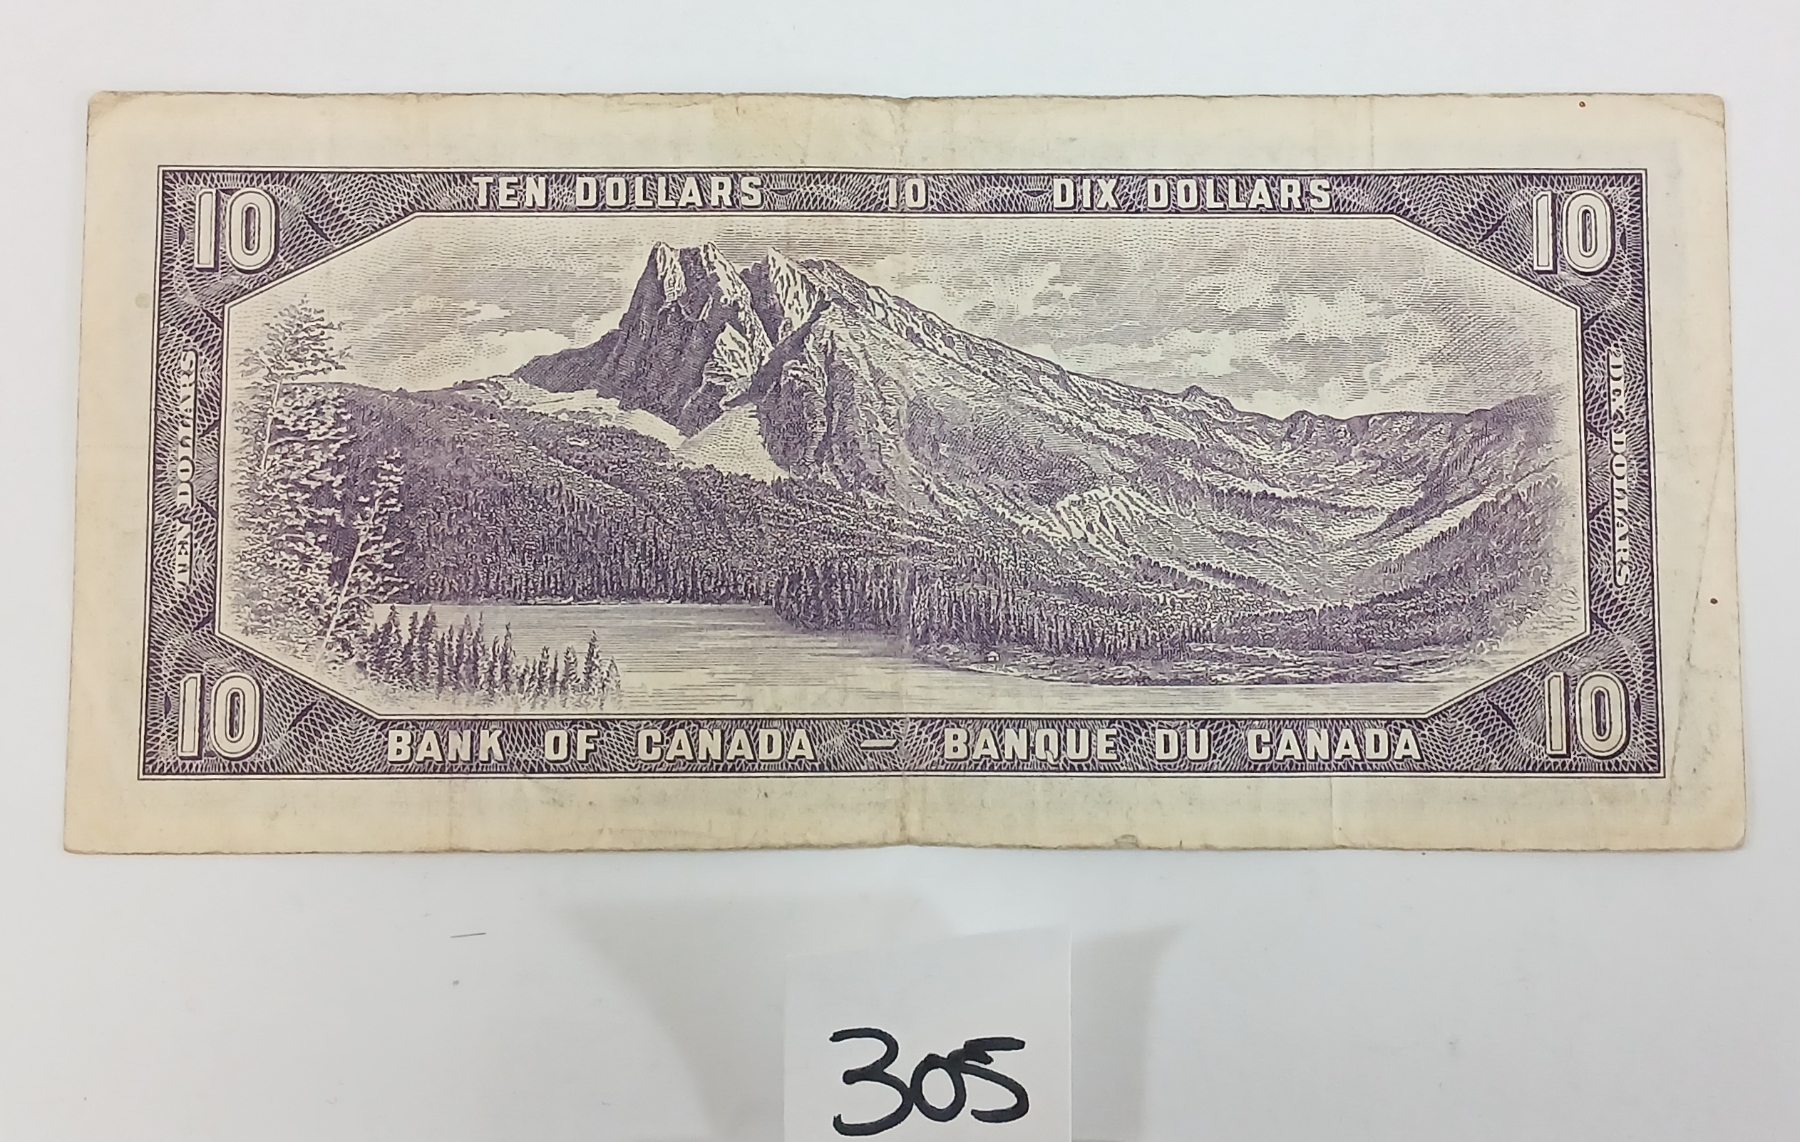 10 TEN DOLLARS 10 DIX DOLLARS 10
TEN DOLLARS
DIX DOLLARS
10 BANK OF CANADA — BANQUE DU CANADA 10
305